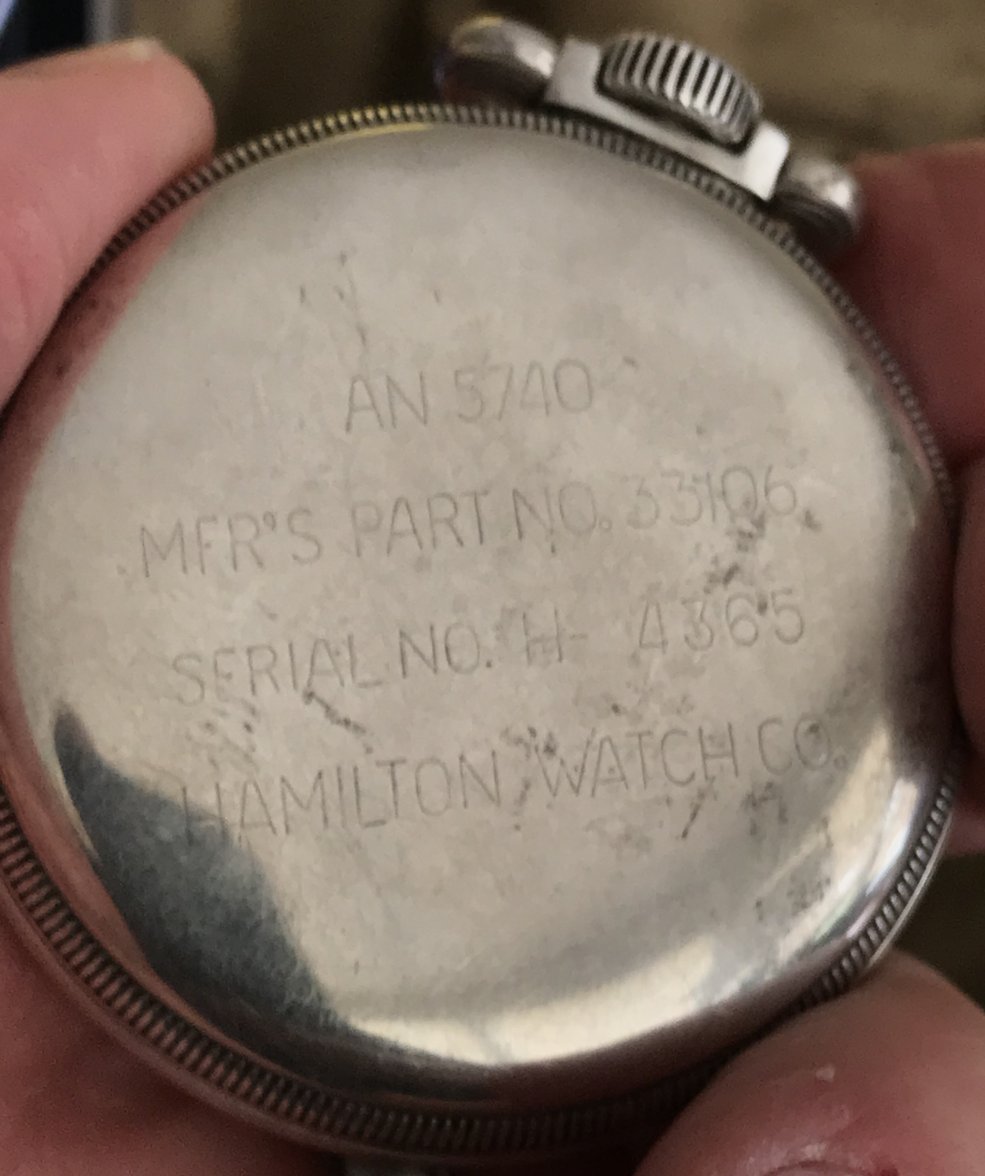 AN 5740
MFR'S PART NO. 33106
SERIAL NO. H- 4365
HAMILTON WATCH CO.